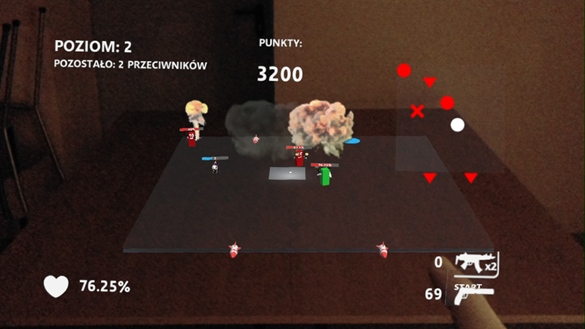 POZIOM: 2
POZOSTAŁO: 2 PRZECIWNIKÓW
PUNKTY:
3200
76.25%
0
x2
START
69